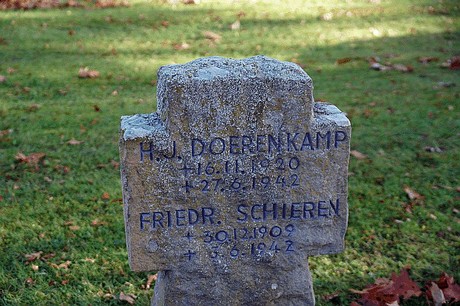 H.J. DOERENKAMP
+16.11.1920
+27.6.1942
FRIEDR. SCHIEREN
+30.12.1909
+3.6.1942